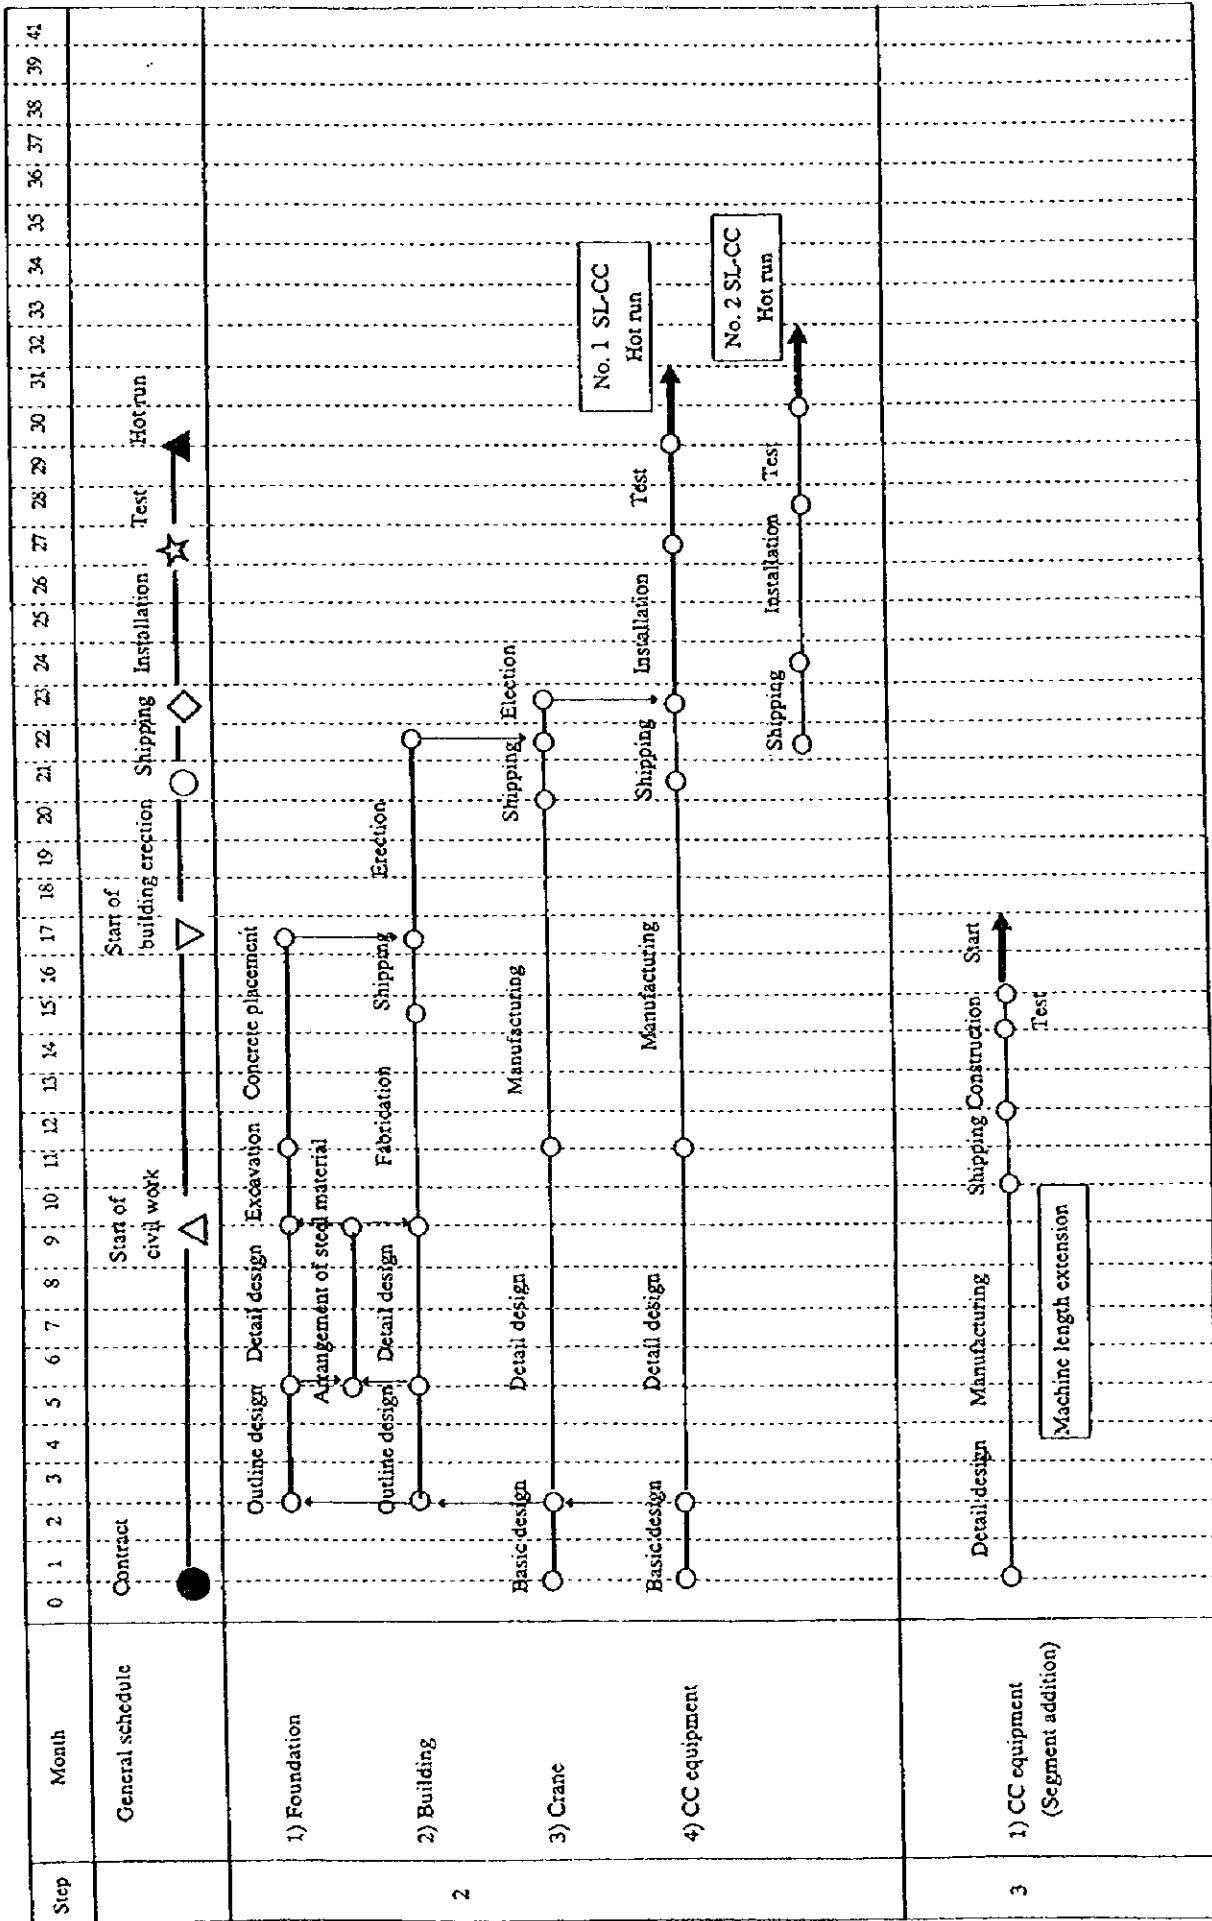 Step
Month
0 1 2 3 4 5 6 7 8 9 10 11 12 13 14 15 16 17 18 19 20 21 22 23 24 25 26 27 28 29 30 31 32 33 34 35 36 37 38 39 41
General schedule
Contract
Start of
civil work
Start of
building erection
Shipping
Installation
Test
Hot run
2
1) Foundation
Outline design
Detail design
Excavation
Concrete placement
Arrangement of steel material
2) Building
Outline design
Detail design
Fabrication
Shipping
Erection
3) Crane
Basic design
Detail design
Manufacturing
Shipping
Election
4) CC equipment
Basic design
Detail design
Manufacturing
Shipping
Installation
Test
No. 1 SL-CC
Hot run
Shipping
Installation
Test
No. 2 SL-CC
Hot run
3
1) CC equipment
(Segment addition)
Detail design
Manufacturing
Shipping
Construction
Test
Start
Machine length extension